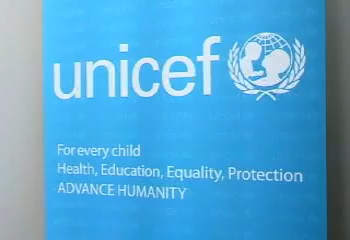 unicef
For every child
Health, Education, Equality, Protection
ADVANCE HUMANITY